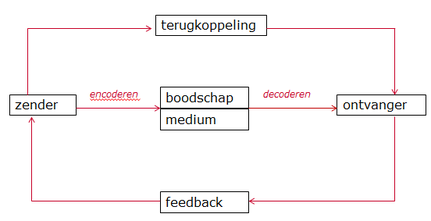 terugkoppeling
encoderen
decoderen
zender
boodschap
ontvanger
medium
feedback